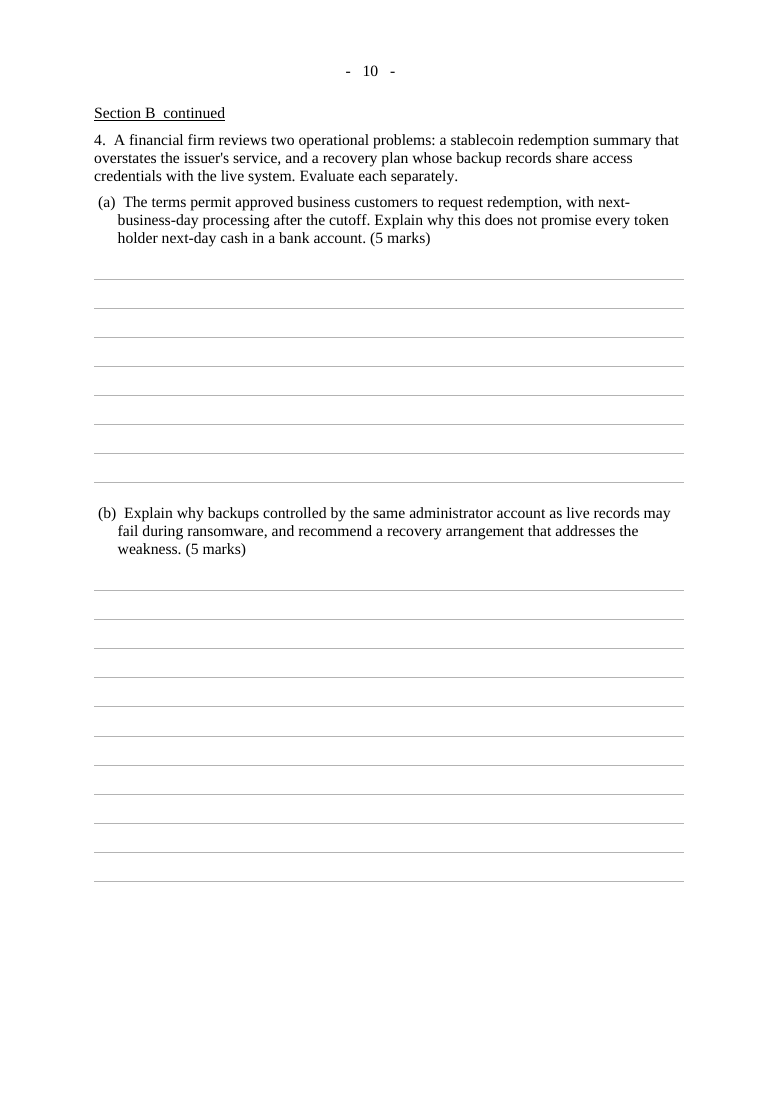 - 10 -
Section B continued
4. A financial firm reviews two operational problems: a stablecoin redemption summary that
overstates the issuer's service, and a recovery plan whose backup records share access
credentials with the live system. Evaluate each separately.
(a) The terms permit approved business customers to request redemption, with next-
business-day processing after the cutoff. Explain why this does not promise every token
holder next-day cash in a bank account. (5 marks)
(b) Explain why backups controlled by the same administrator account as live records may
fail during ransomware, and recommend a recovery arrangement that addresses the
weakness. (5 marks)